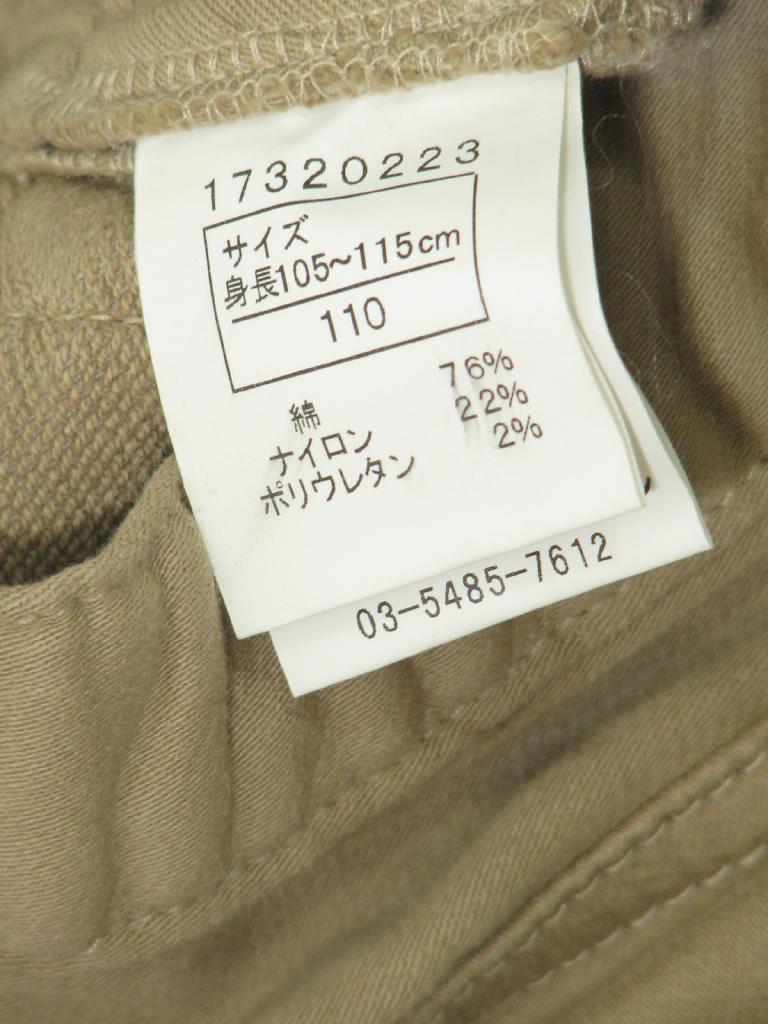 17320223
サイズ
身長105~115cm
110
綿 76%
ナイロン 22%
ポリウレタン 2%
03-5485-7612